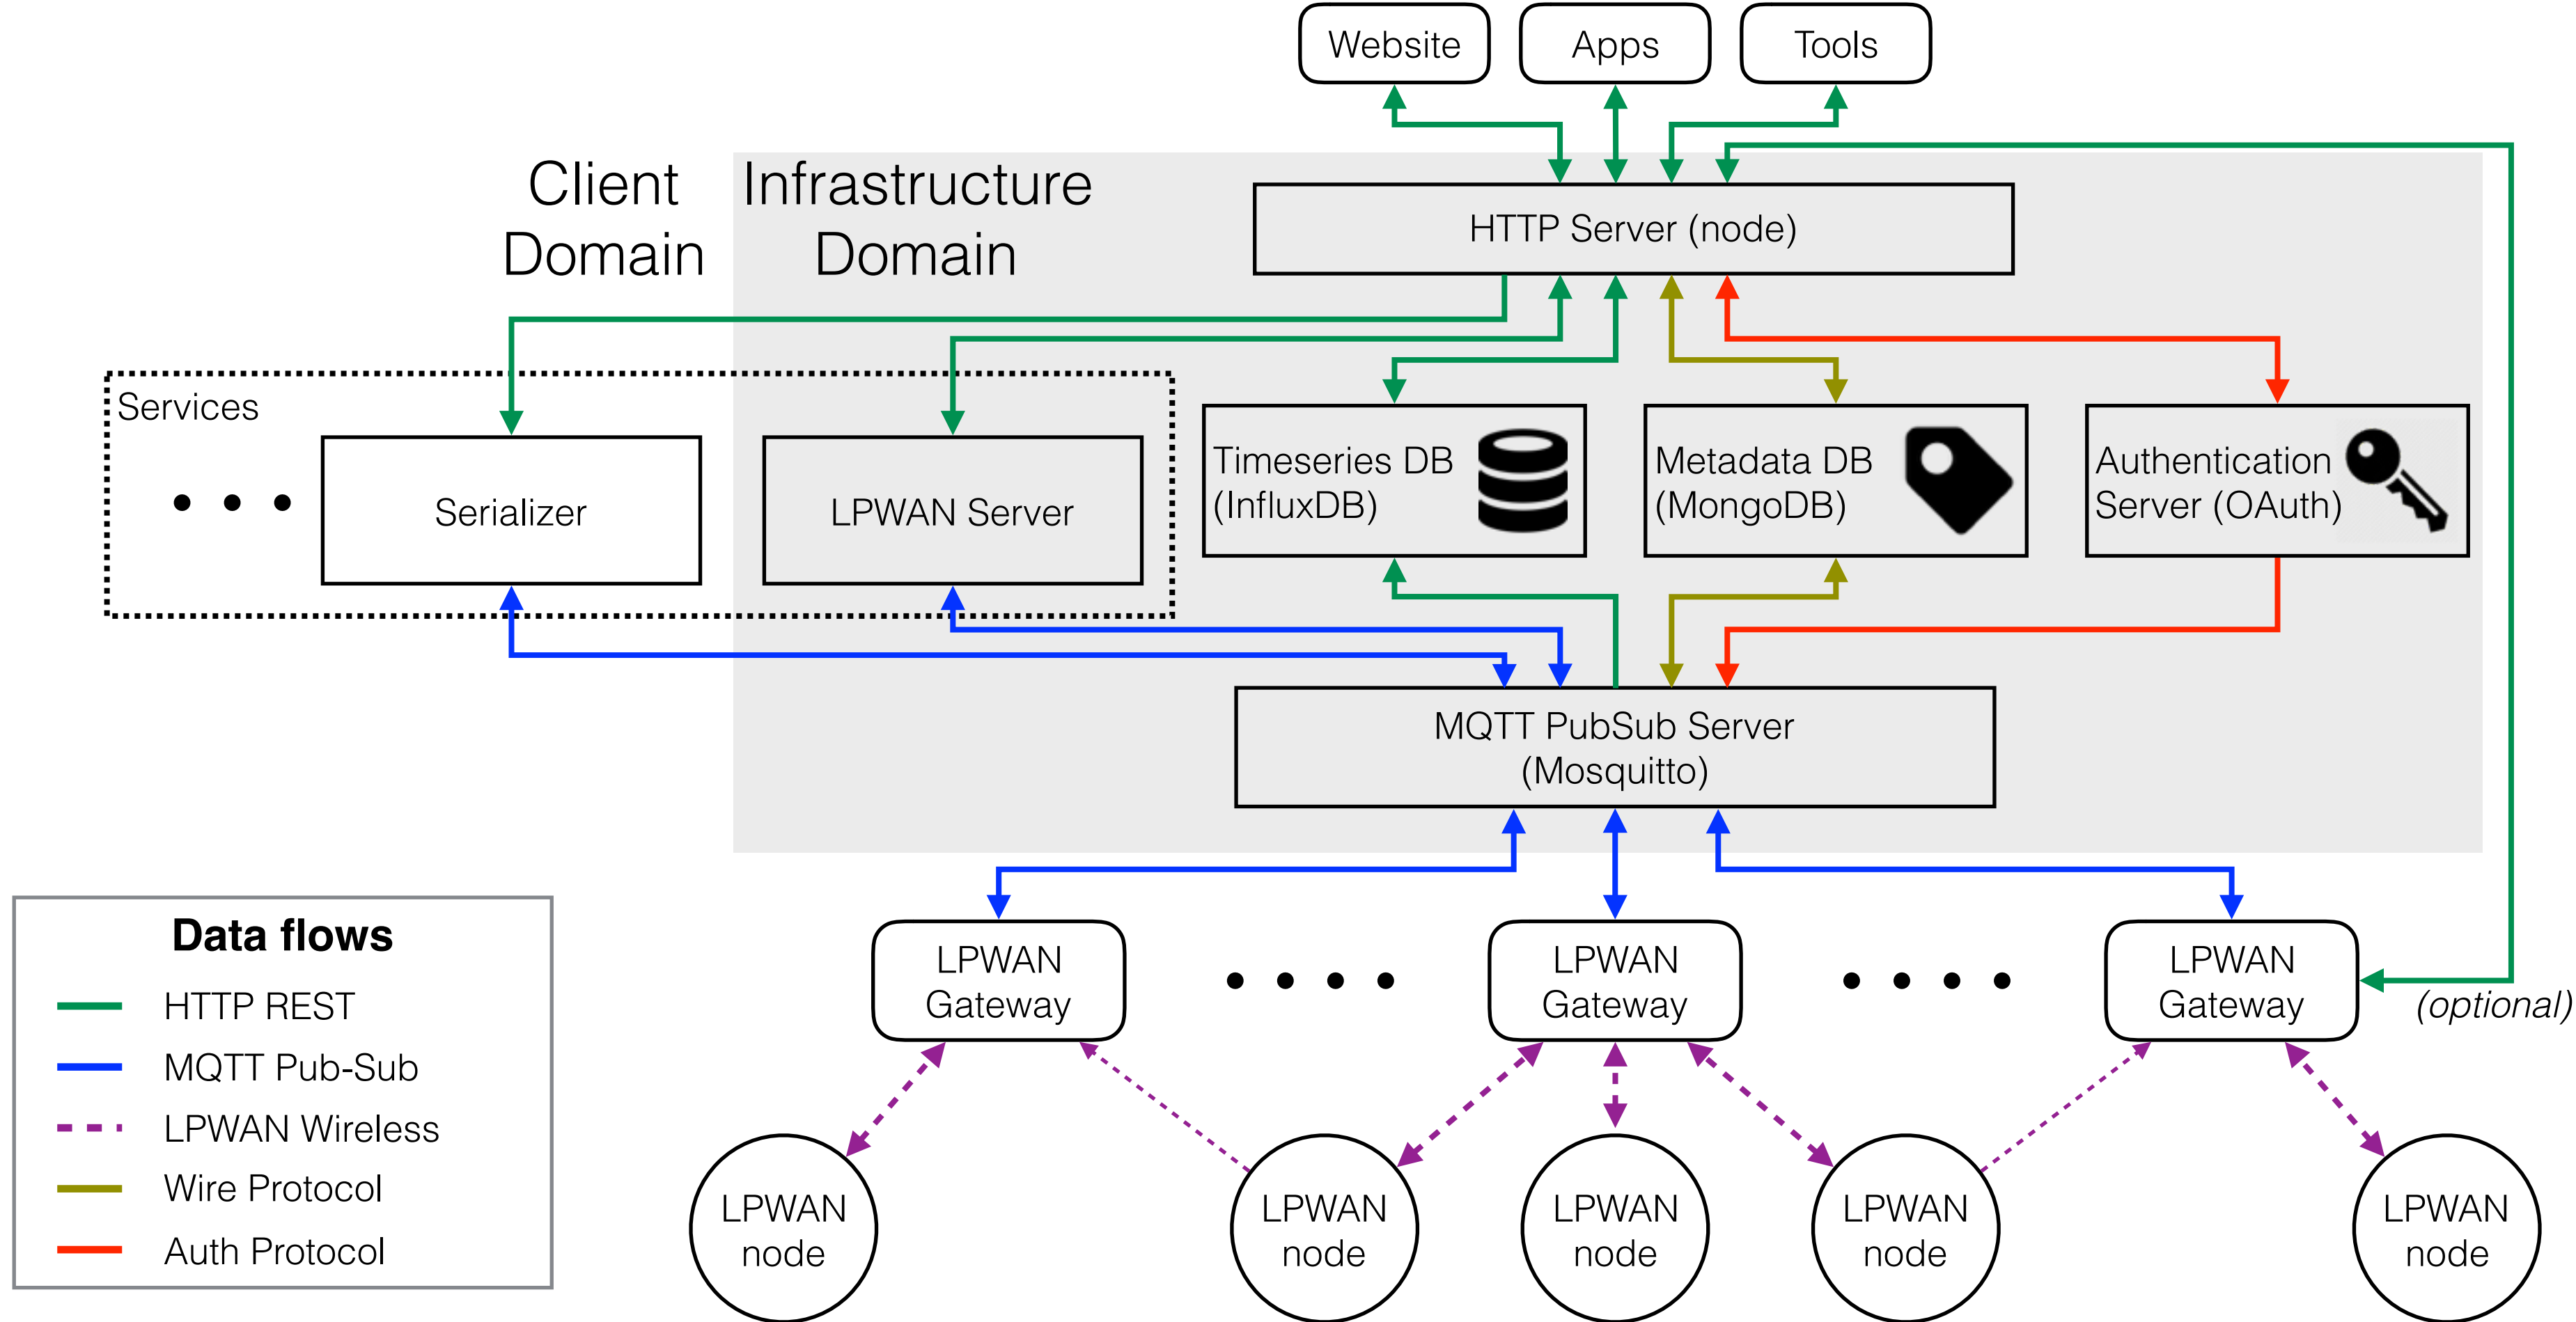 Website
Apps
Tools
Client
Domain
Infrastructure
Domain
HTTP Server (node)
Services
Serializer
LPWAN Server
Timeseries DB
(InfluxDB)
Metadata DB
(MongoDB)
Authentication
Server (OAuth)
MQTT PubSub Server
(Mosquitto)
LPWAN
Gateway
LPWAN
Gateway
LPWAN
Gateway
(optional)
LPWAN
node
LPWAN
node
LPWAN
node
LPWAN
node
LPWAN
node
Data flows
HTTP REST
MQTT Pub-Sub
LPWAN Wireless
Wire Protocol
Auth Protocol